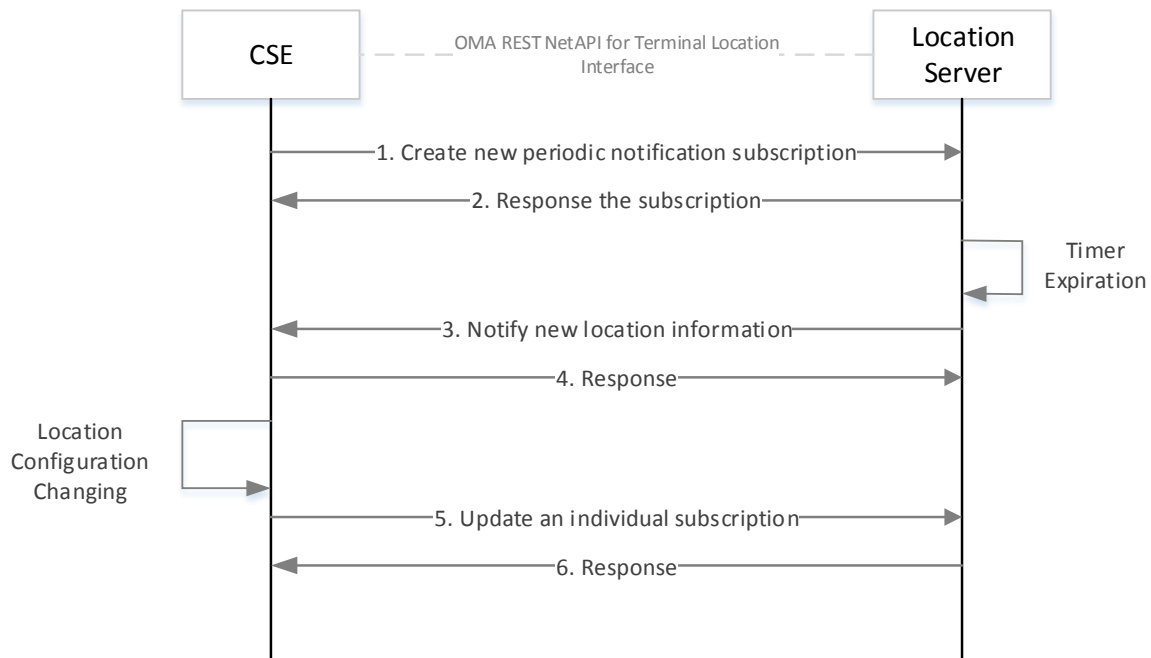 CSE
OMA REST NetAPI for Terminal Location
Interface
Location
Server
1. Create new periodic notification subscription
2. Response the subscription
Timer
Expiration
3. Notify new location information
4. Response
Location
Configuration
Changing
5. Update an individual subscription
6. Response